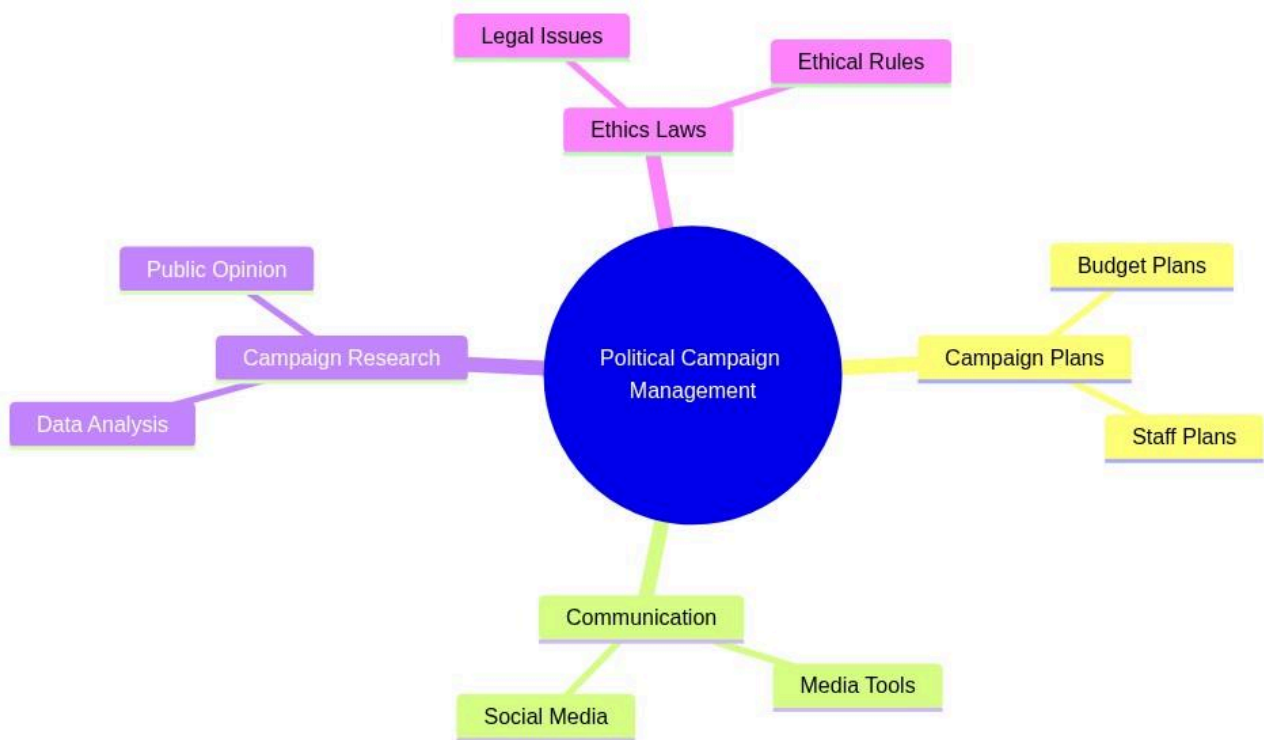 Legal Issues
Ethical Rules
Ethics Laws
Public Opinion
Budget Plans
Campaign Research
Political Campaign
Management
Campaign Plans
Data Analysis
Staff Plans
Communication
Media Tools
Social Media